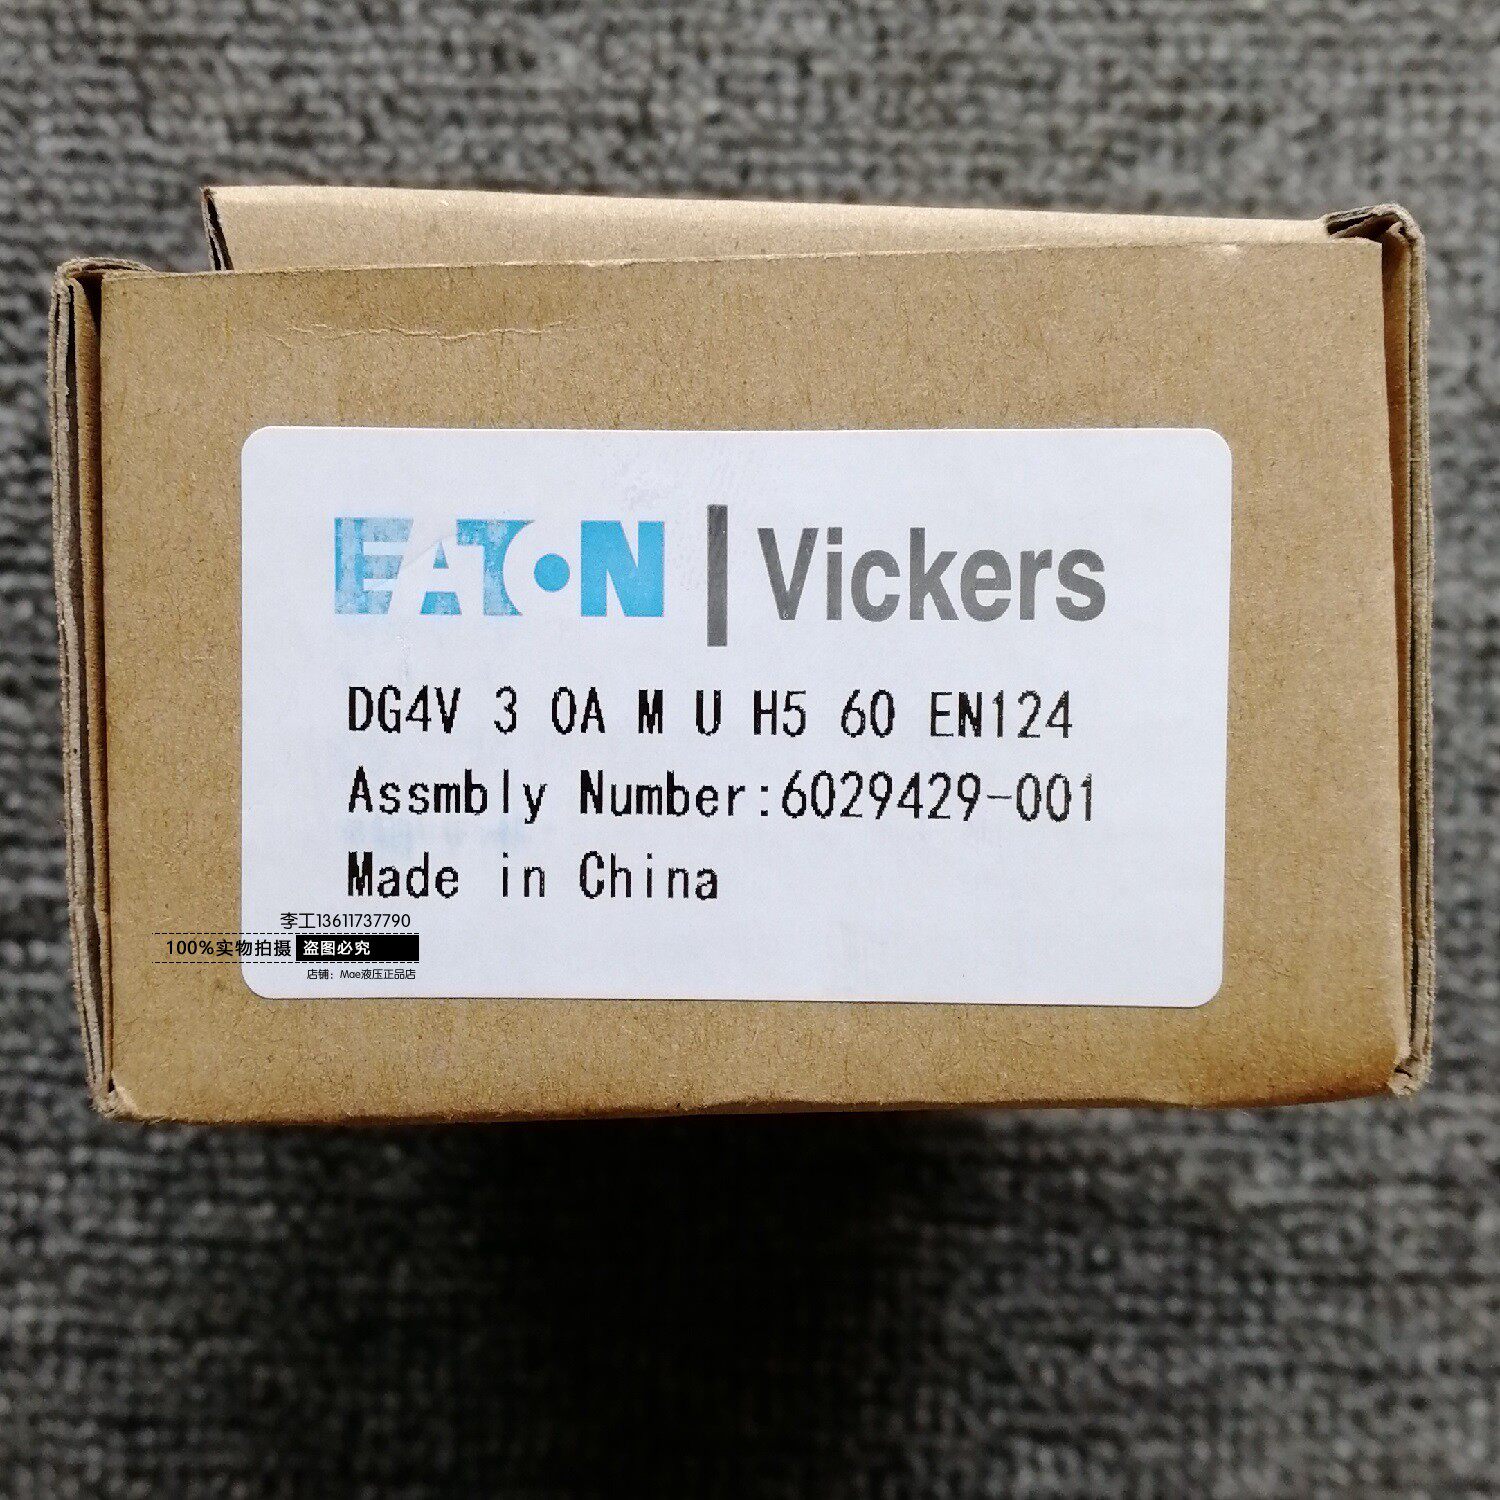 EATON | Vickers
DG4V 3 0A M U H5 60 EN124
Assmbly Number:6029429-001
Made in China
李工13611737790
100%实物拍摄 盗图必究
店铺：Mae液压正品店